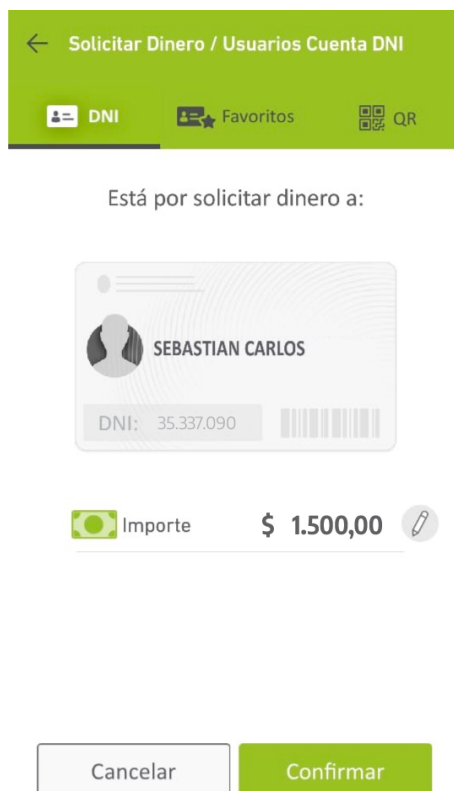 Solicitar Dinero / Usuarios Cuenta DNI
DNI Favoritos QR
Está por solicitar dinero a:
SEBASTIAN CARLOS
DNI: 35.337.090
Importe $ 1.500,00
Cancelar Confirmar